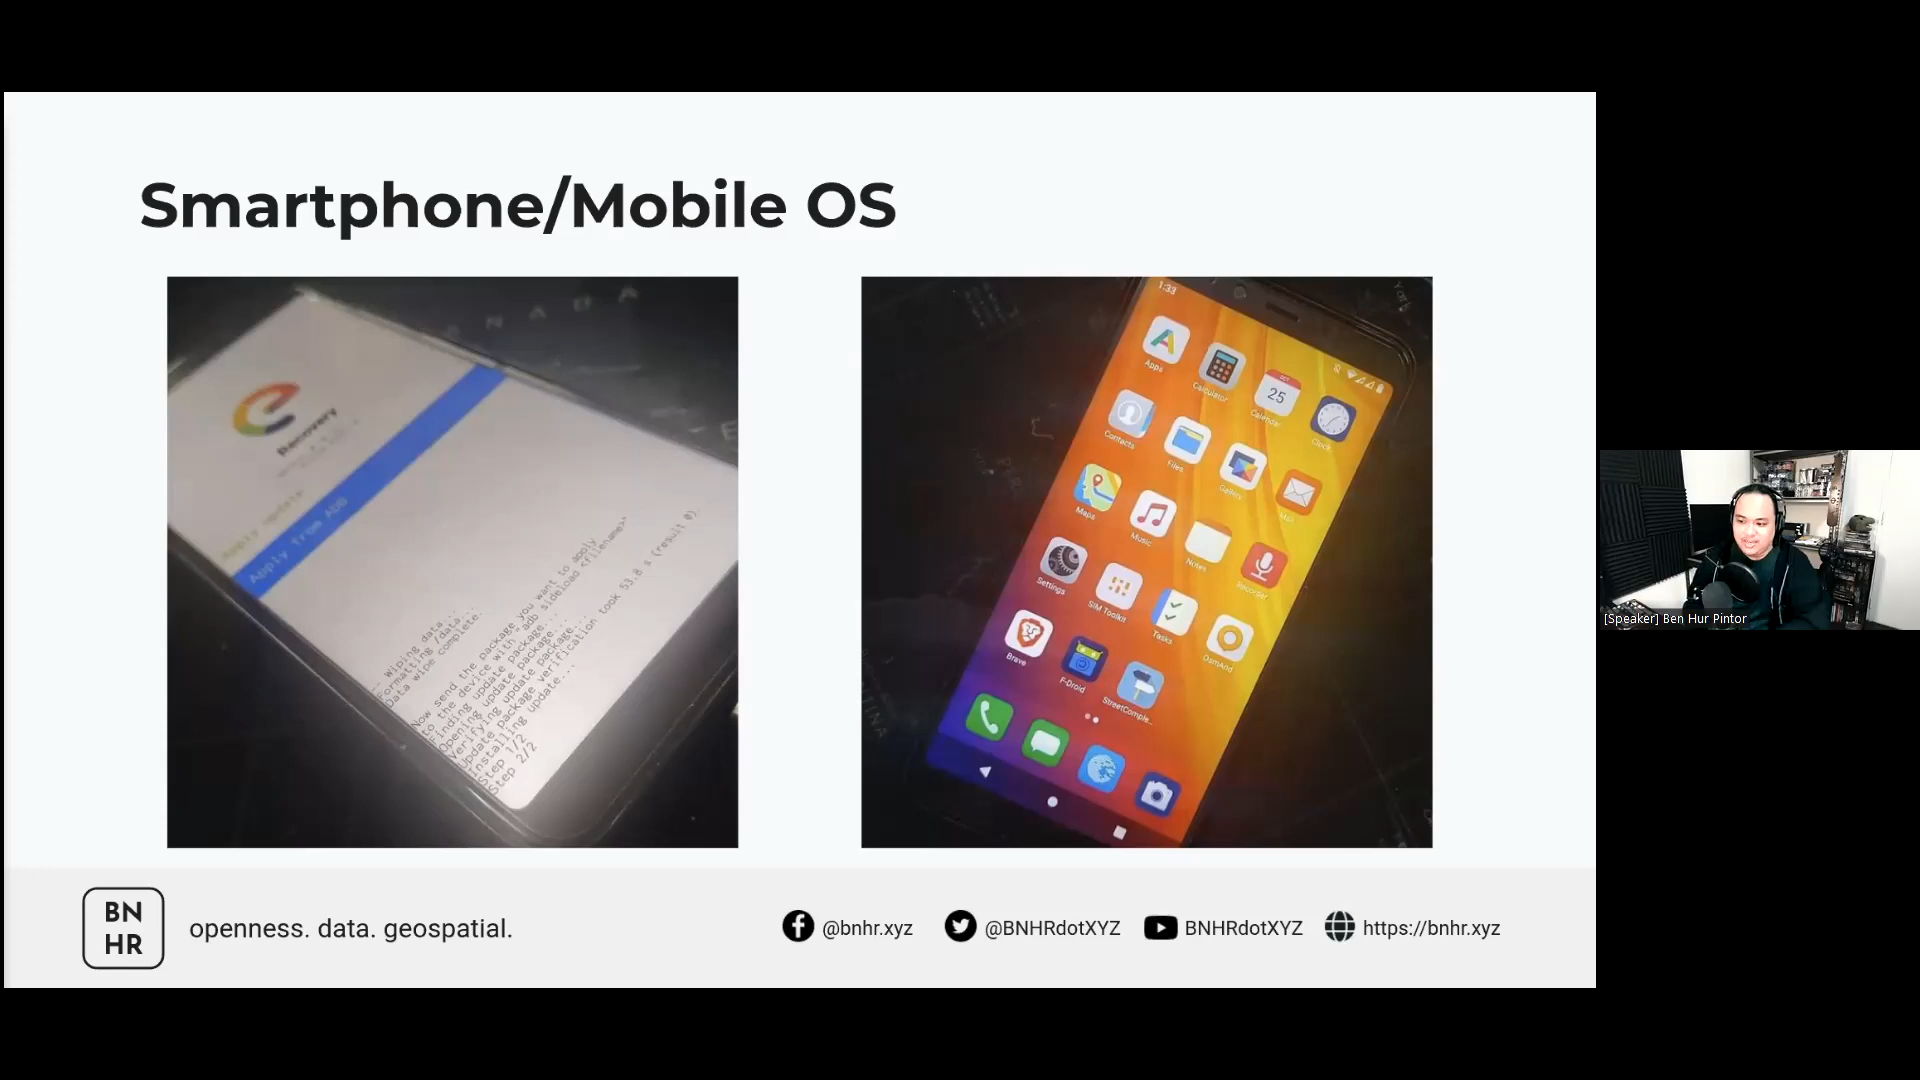 Smartphone/Mobile OS
Recovery
Apply update
Apply from ADB
-- Wiping data...
Formatting /data...
Data wipe complete.
Now send the package you want to apply
to the device with "adb sideload <filename>"
Finding update package...
Opening update package...
Verifying update package...
Update package verification took 53.8 s (result 0).
Installing update...
Step 1/2
Step 2/2
1:33
Apps
Calculator
OCT
25
Calendar
Clock
Contacts
Files
Gallery
Mail
Maps
Music
Notes
Recorder
Settings
SIM Toolkit
Tasks
OsmAnd
Brave
F-Droid
StreetComple..
[Speaker] Ben Hur Pintor
BN
HR
openness. data. geospatial.
@bnhr.xyz
@BNHRdotXYZ
BNHRdotXYZ
https://bnhr.xyz